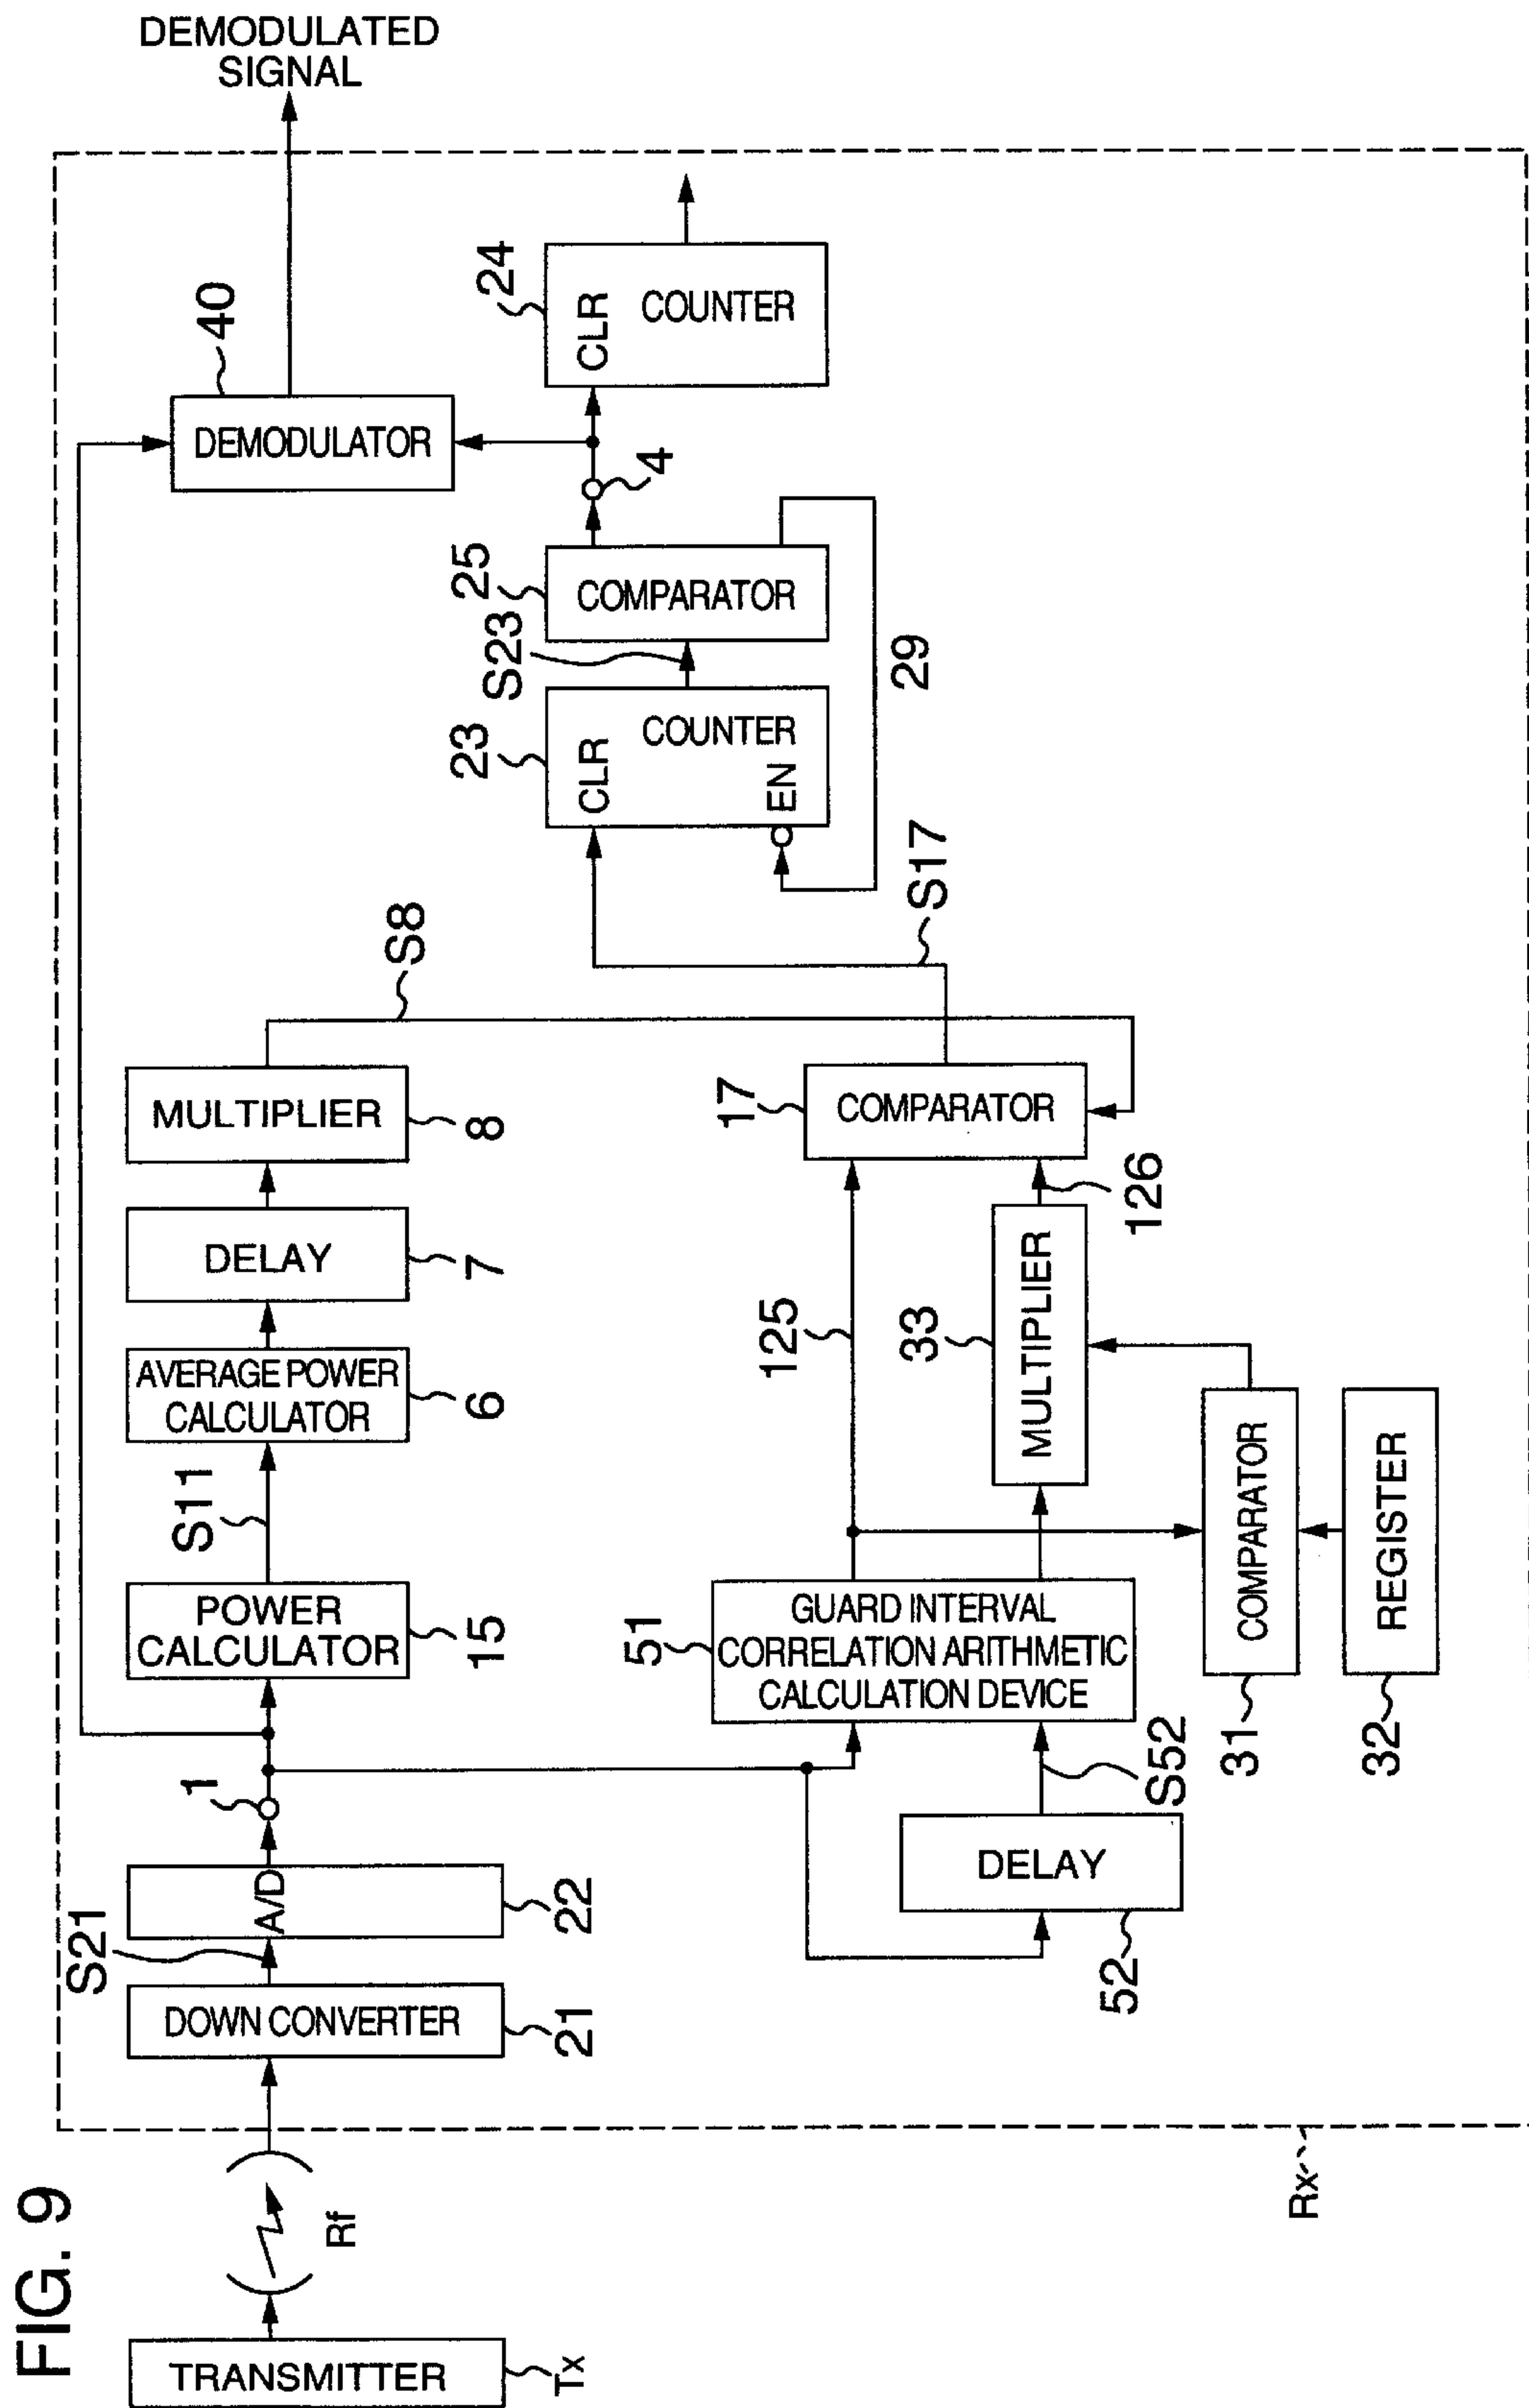 FIG. 9
TRANSMITTER
Tx
Rf
Rx
DOWN CONVERTER
21
S21
A/D
22
1
POWER
CALCULATOR
15
S11
AVERAGE POWER
CALCULATOR
6
DELAY
7
MULTIPLIER
8
S8
DELAY
52
S52
GUARD INTERVAL
CORRELATION ARITHMETIC
CALCULATION DEVICE
51
125
MULTIPLIER
33
126
COMPARATOR
31
REGISTER
32
COMPARATOR
17
S17
CLR
COUNTER
EN
23
S23
COMPARATOR
25
29
4
CLR
COUNTER
24
DEMODULATOR
40
DEMODULATED
SIGNAL